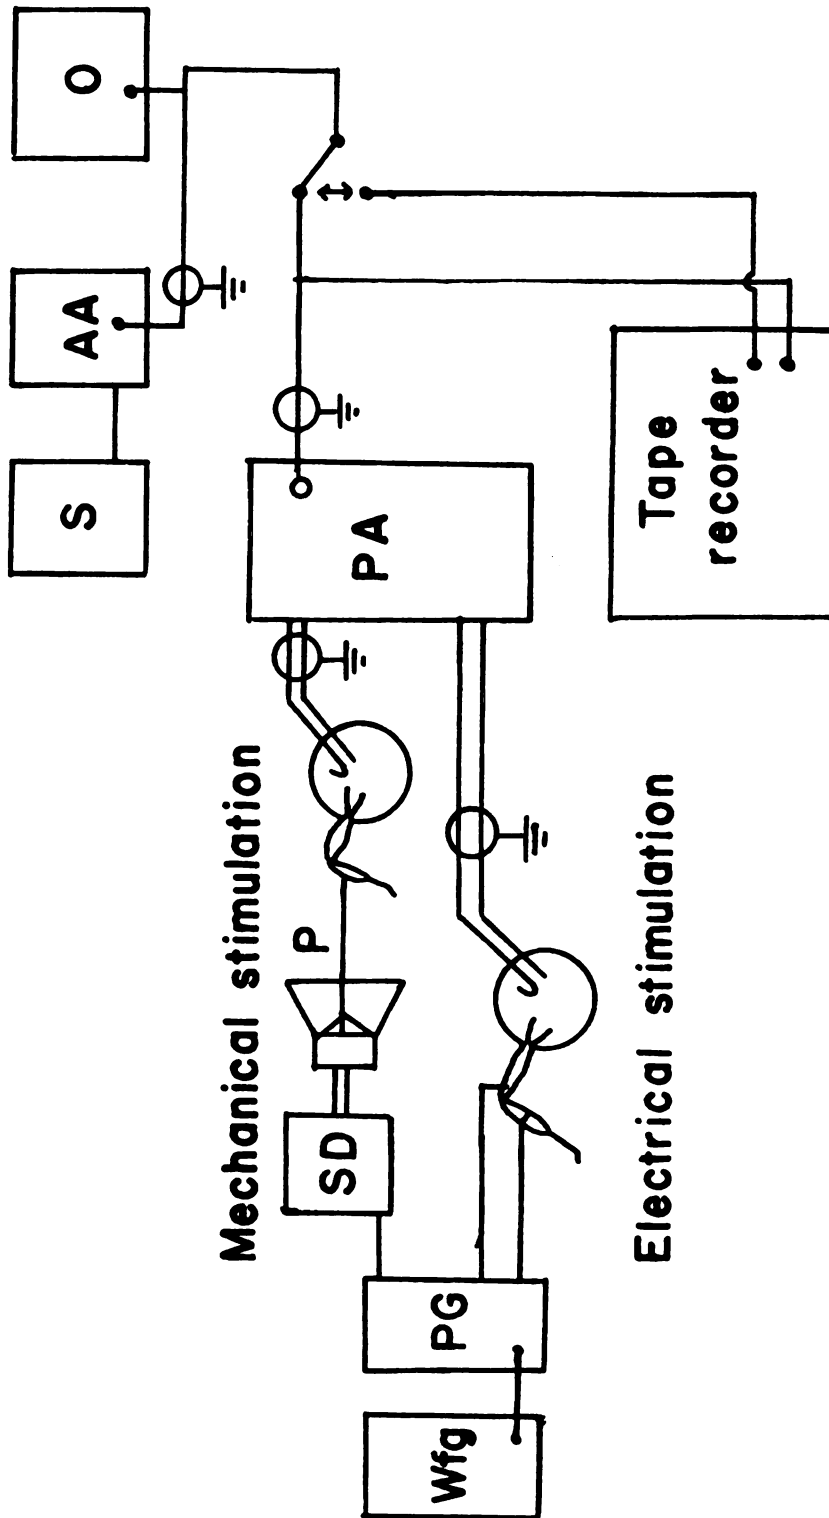 O
AA
S
PA
Tape
recorder
Mechanical stimulation
P
SD
PG
Wfg
Electrical stimulation